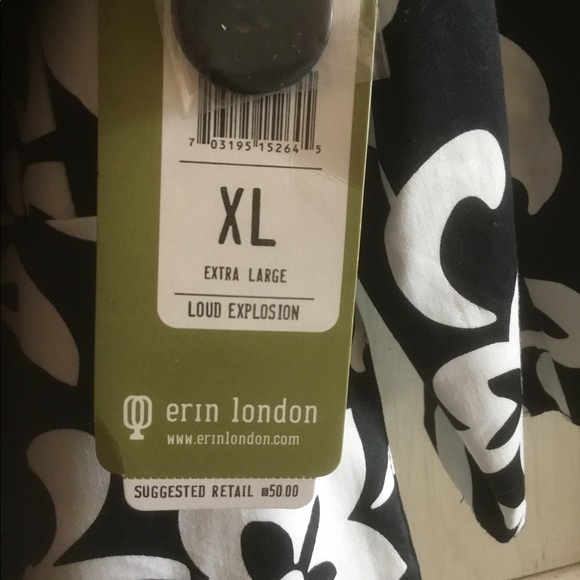 7 03195 15264 5
XL
EXTRA LARGE
LOUD EXPLOSION
erin london
www.erinlondon.com
SUGGESTED RETAIL $50.00